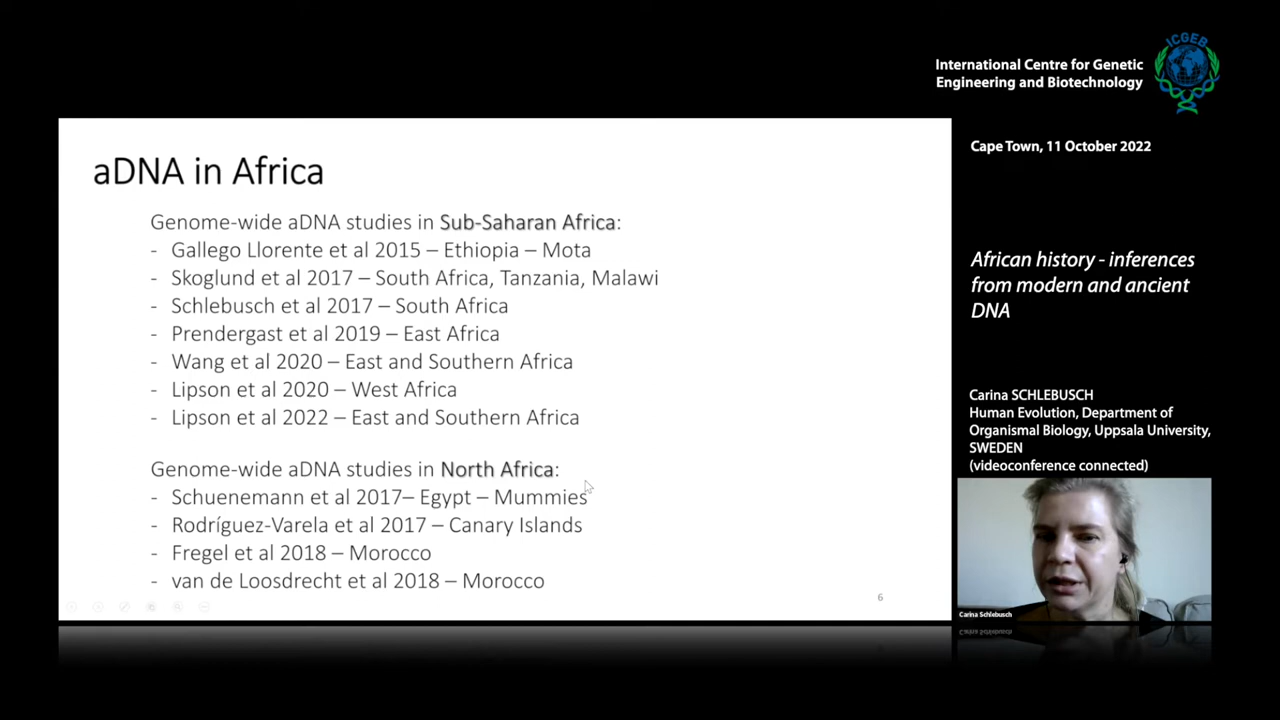 ICGEB
International Centre for Genetic
Engineering and Biotechnology
Cape Town, 11 October 2022
aDNA in Africa
Genome-wide aDNA studies in Sub-Saharan Africa:
- Gallego Llorente et al 2015 – Ethiopia – Mota
- Skoglund et al 2017 – South Africa, Tanzania, Malawi
- Schlebusch et al 2017 – South Africa
- Prendergast et al 2019 – East Africa
- Wang et al 2020 – East and Southern Africa
- Lipson et al 2020 – West Africa
- Lipson et al 2022 – East and Southern Africa
Genome-wide aDNA studies in North Africa:
- Schuenemann et al 2017– Egypt – Mummies
- Rodríguez-Varela et al 2017 – Canary Islands
- Fregel et al 2018 – Morocco
- van de Loosdrecht et al 2018 – Morocco
6
African history - inferences
from modern and ancient
DNA
Carina SCHLEBUSCH
Human Evolution, Department of
Organismal Biology, Uppsala University,
SWEDEN
(videoconference connected)
Carina Schlebusch